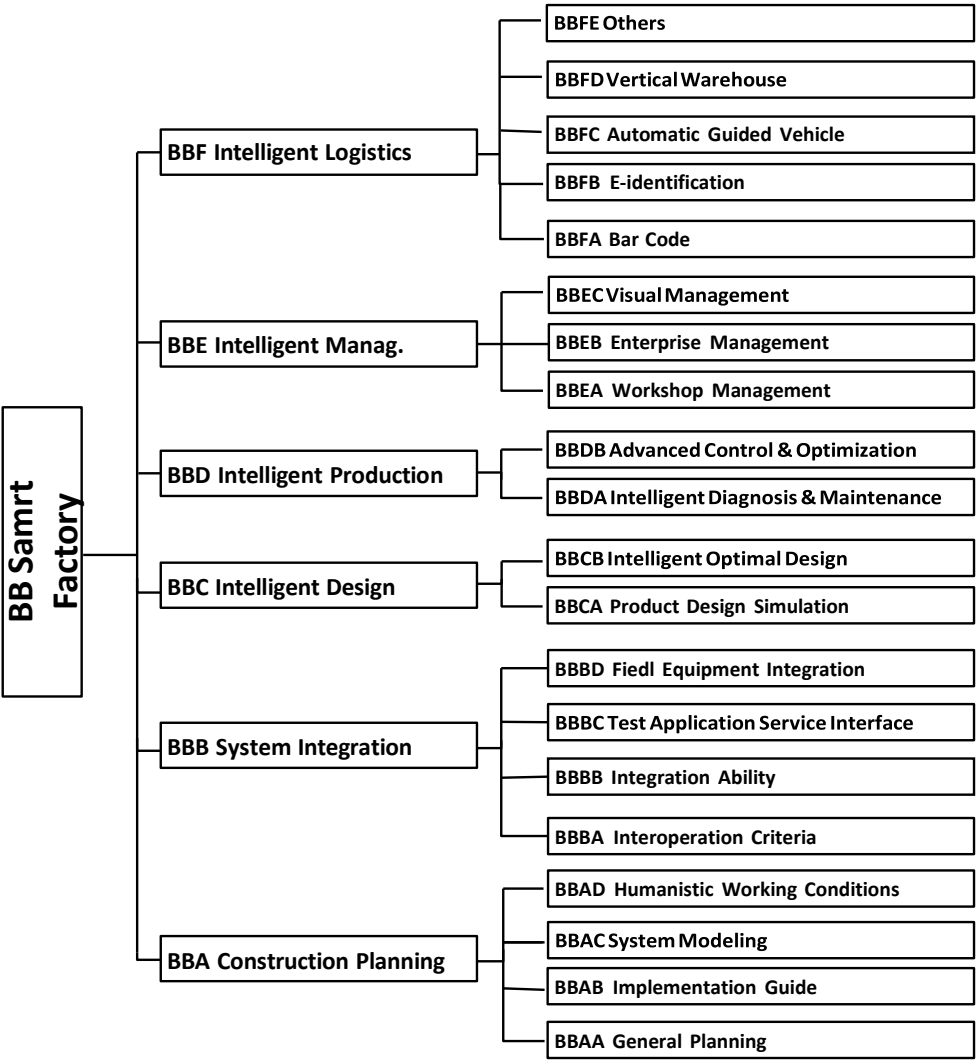 BB Samrt
Factory
BBF Intelligent Logistics
BBFE Others
BBFD Vertical Warehouse
BBFC Automatic Guided Vehicle
BBFB E-identification
BBFA Bar Code
BBE Intelligent Manag.
BBEC Visual Management
BBEB Enterprise Management
BBEA Workshop Management
BBD Intelligent Production
BBDB Advanced Control & Optimization
BBDA Intelligent Diagnosis & Maintenance
BBC Intelligent Design
BBCB Intelligent Optimal Design
BBCA Product Design Simulation
BBB System Integration
BBBD Fiedl Equipment Integration
BBBC Test Application Service Interface
BBBB Integration Ability
BBBA Interoperation Criteria
BBA Construction Planning
BBAD Humanistic Working Conditions
BBAC System Modeling
BBAB Implementation Guide
BBAA General Planning